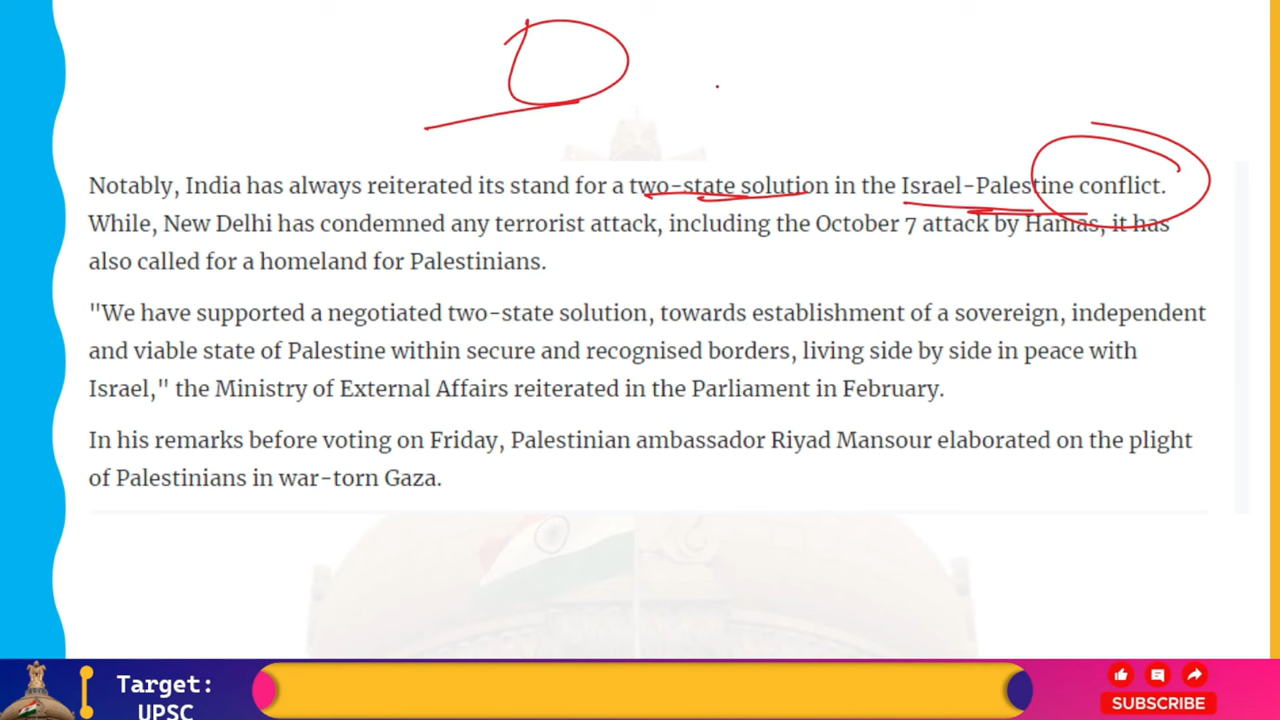 Notably, India has always reiterated its stand for a two-state solution in the Israel-Palestine conflict.
While, New Delhi has condemned any terrorist attack, including the October 7 attack by Hamas, it has
also called for a homeland for Palestinians.
"We have supported a negotiated two-state solution, towards establishment of a sovereign, independent
and viable state of Palestine within secure and recognised borders, living side by side in peace with
Israel," the Ministry of External Affairs reiterated in the Parliament in February.
In his remarks before voting on Friday, Palestinian ambassador Riyad Mansour elaborated on the plight
of Palestinians in war-torn Gaza.
Target:
UPSC
SUBSCRIBE